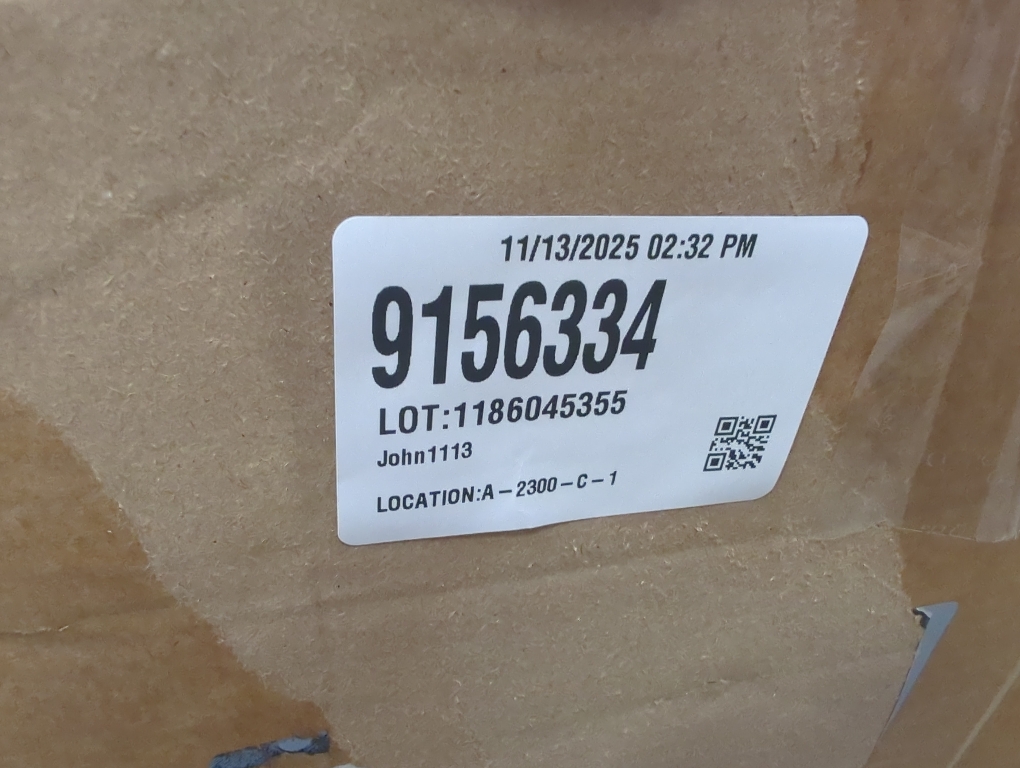 11/13/2025 02:32 PM
9156334
LOT:1186045355
John1113
LOCATION:A-2300-C-1